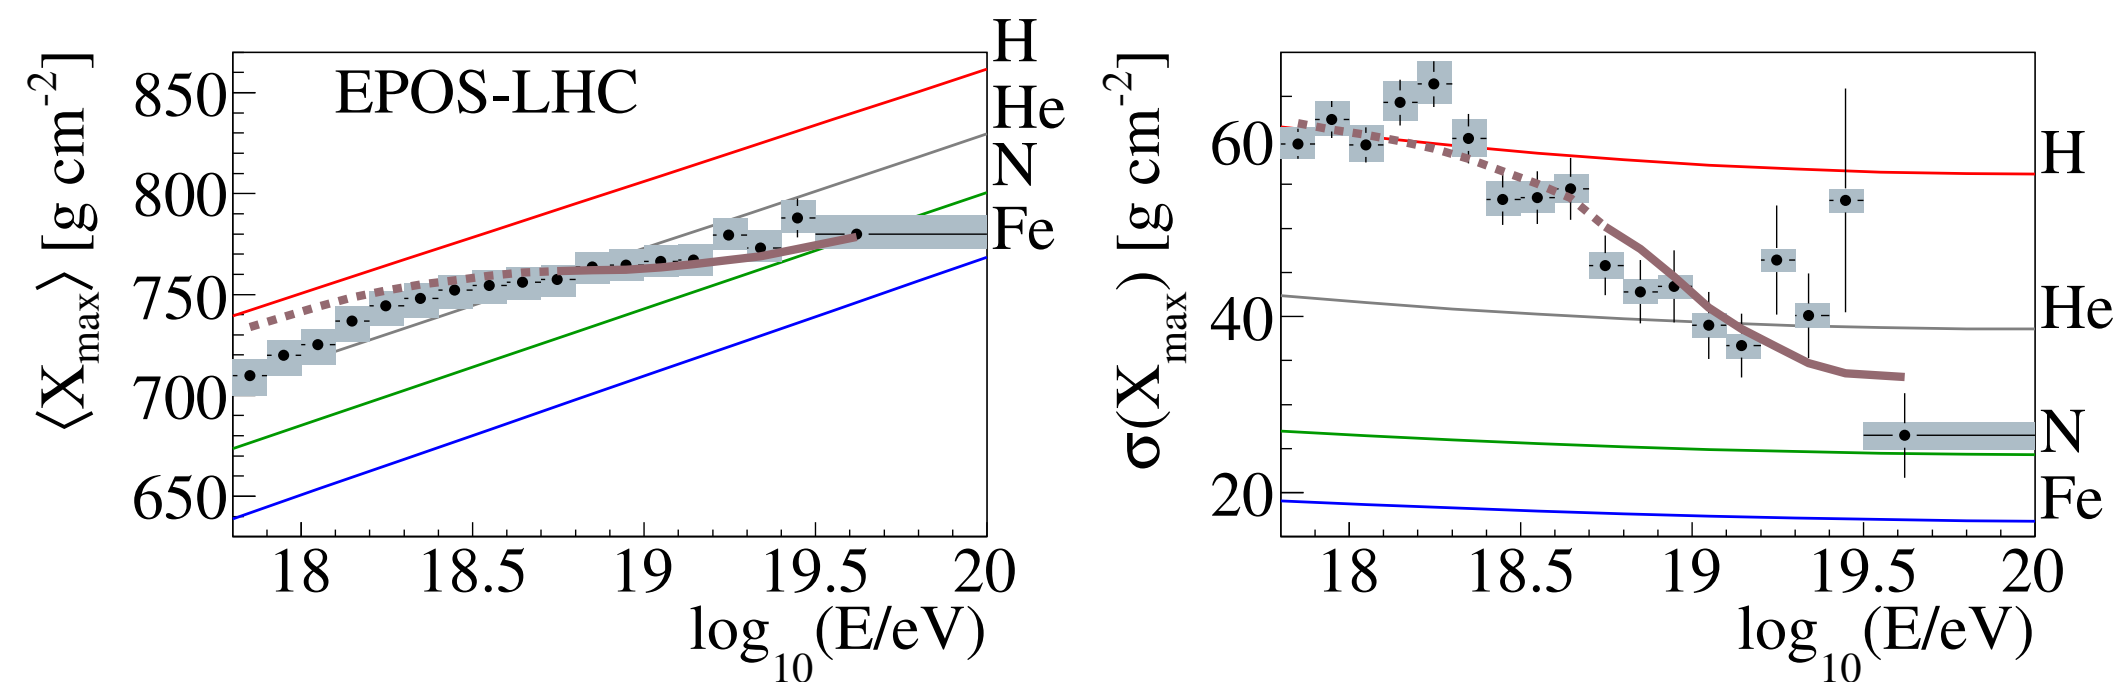 ⟨X_max⟩ [g cm^-2]
EPOS-LHC
850
800
750
700
650
18 18.5 19 19.5 20
log_10(E/eV)
H
He
N
Fe
σ(X_max) [g cm^-2]
60
40
20
18 18.5 19 19.5 20
log_10(E/eV)
H
He
N
Fe